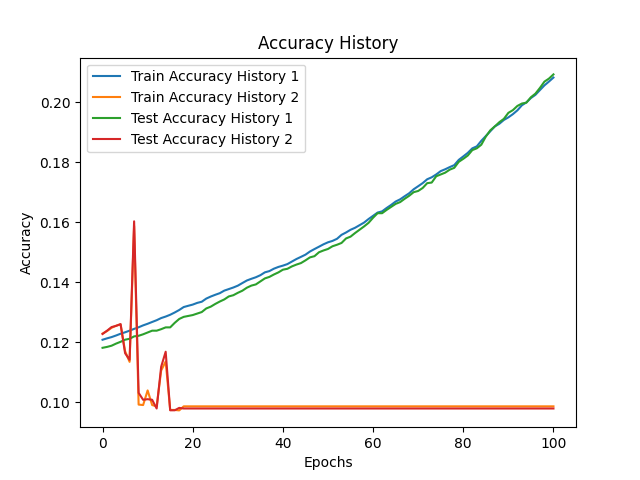 Accuracy History
Train Accuracy History 1
Train Accuracy History 2
Test Accuracy History 1
Test Accuracy History 2
Accuracy
0.20
0.18
0.16
0.14
0.12
0.10
0 20 40 60 80 100
Epochs